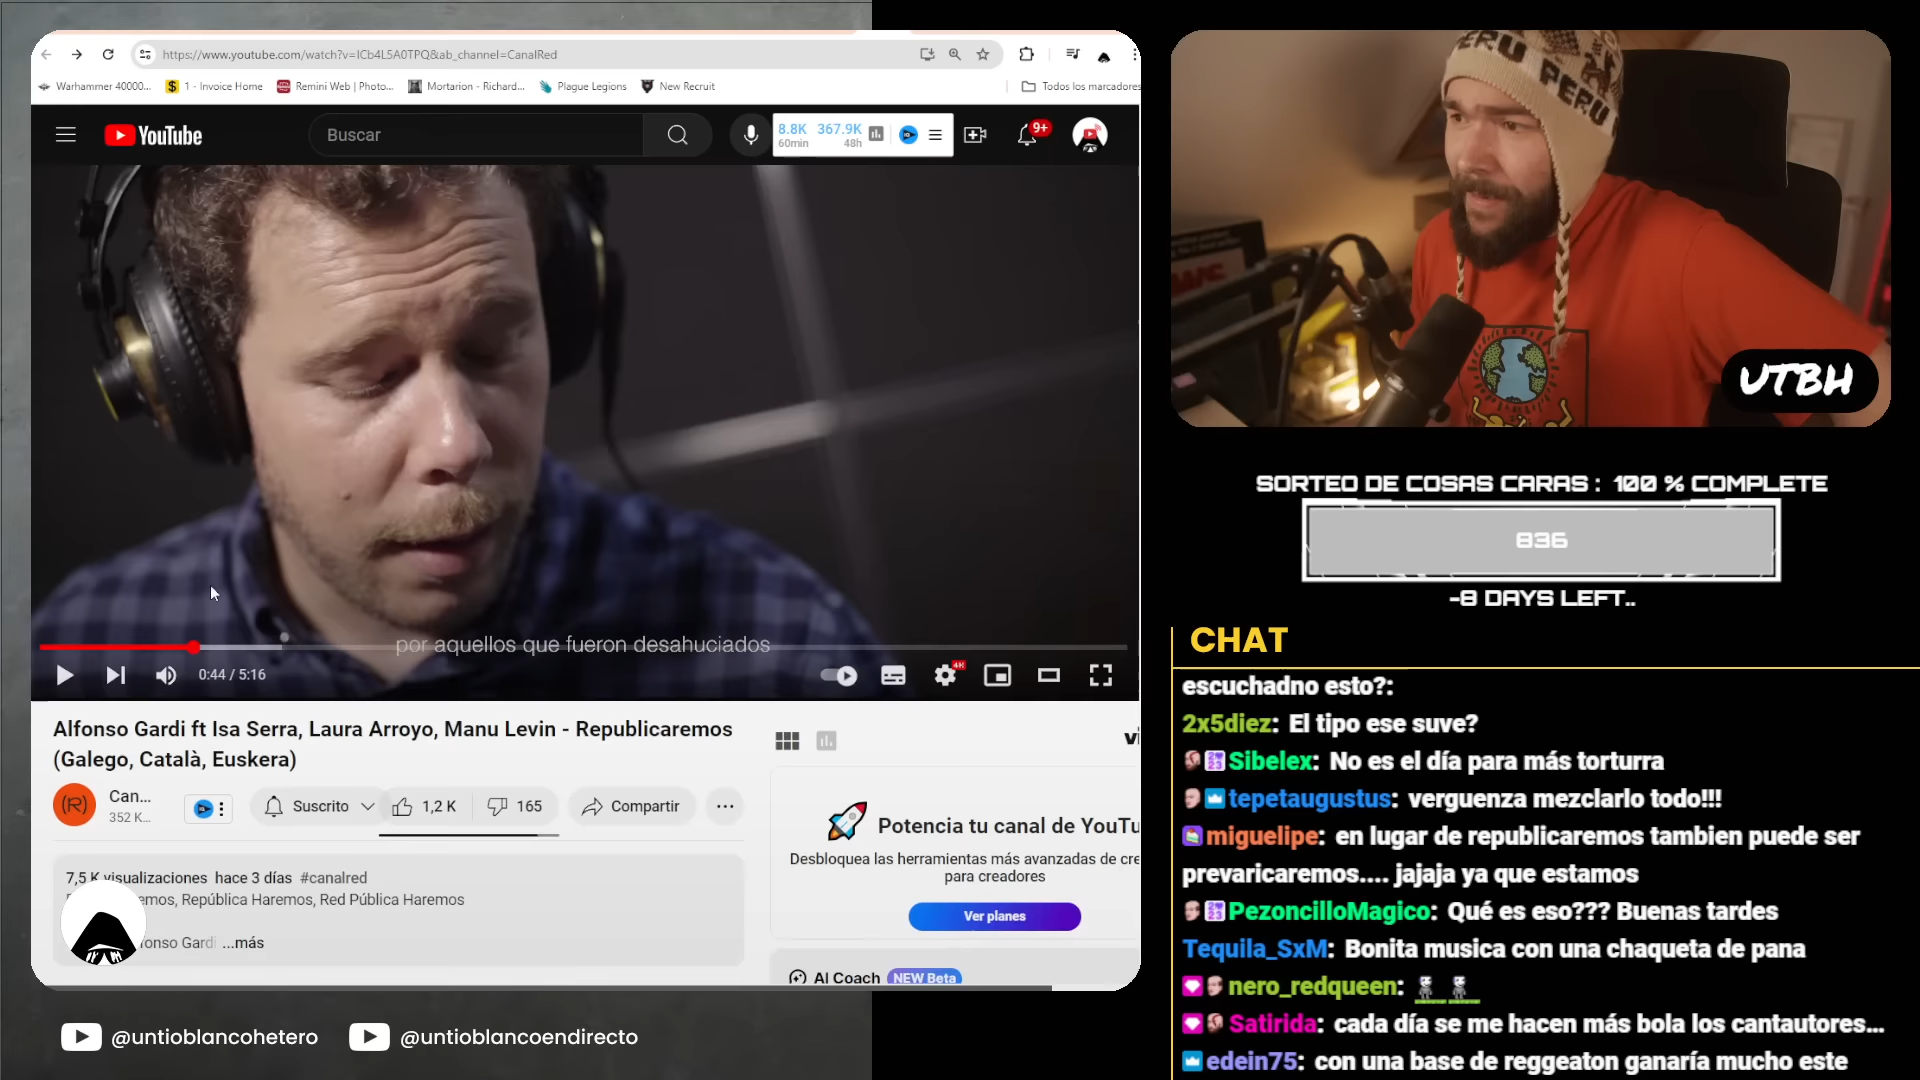 https://www.youtube.com/watch?v=ICb4L5A0TPQ&ab_channel=CanalRed
Warhammer 40000...
1 - Invoice Home
Remini Web | Photo...
Mortarion - Richard...
Plague Legions
New Recruit
Todos los marcadores
YouTube
Buscar
8.8K 367.9K
60min 48h
9+
por aquellos que fueron desahuciados
0:44 / 5:16
4K
Alfonso Gardi ft Isa Serra, Laura Arroyo, Manu Levin - Republicaremos
(Galego, Català, Euskera)
(R)
Can...
352 K...
Suscrito
1,2 K
165
Compartir
7,5 K visualizaciones hace 3 días #canalred
emos, República Haremos, Red Pública Haremos
fonso Gardi ...más
vi
Potencia tu canal de YouTu
Desbloquea las herramientas más avanzadas de cre
para creadores
Ver planes
AI Coach NEW Beta
@untioblancohetero
@untioblancoendirecto
PERU PERU
UTBH
SORTEO DE COSAS CARAS : 100 % COMPLETE
836
-8 DAYS LEFT..
CHAT
escuchadno esto?:
2x5diez: El tipo ese suve?
Sibelex: No es el día para más torturra
tepetaugustus: verguenza mezclarlo todo!!!
miguelipe: en lugar de republicaremos tambien puede ser
prevaricaremos.... jajaja ya que estamos
PezoncilloMagico: Qué es eso??? Buenas tardes
Tequila_SxM: Bonita musica con una chaqueta de pana
nero_redqueen:
Satirida: cada día se me hacen más bola los cantautores...
edein75: con una base de reggeaton ganaría mucho este